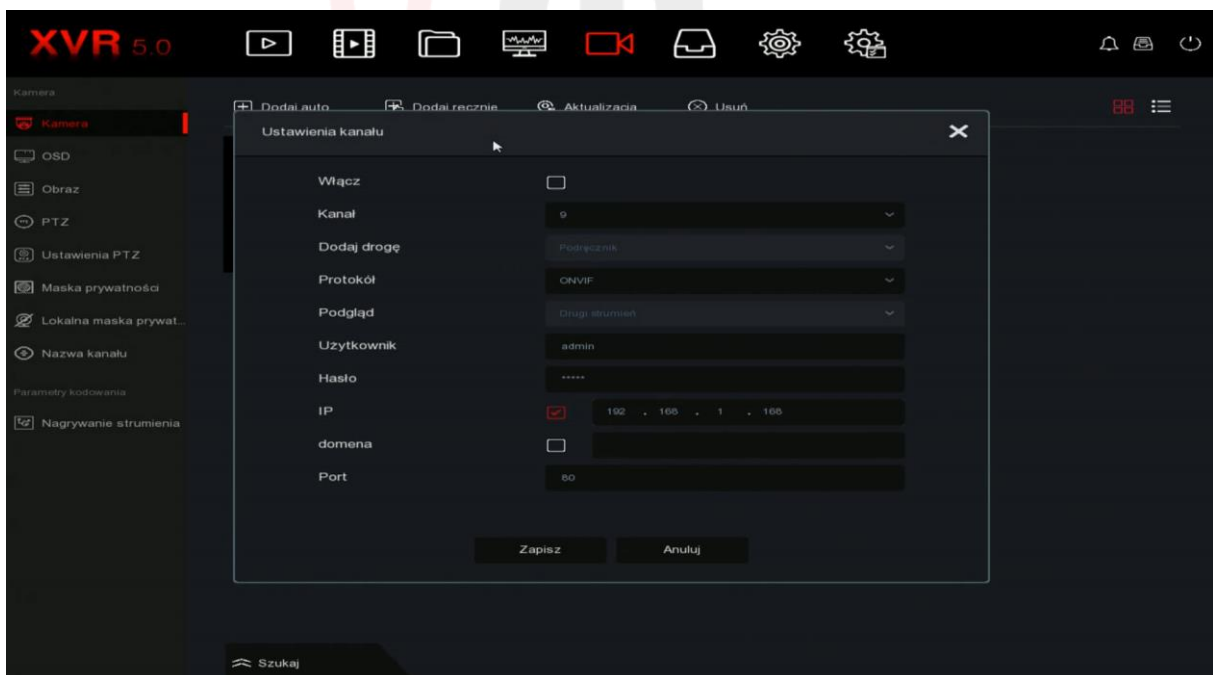 XVR 5.0
Kamera
Dodaj auto Dodaj ręcznie Aktualizacja Usuń
Kamera
OSD
Obraz
PTZ
Ustawienia PTZ
Maska prywatności
Lokalna maska prywat...
Nazwa kanału
Parametry kodowania
Nagrywanie strumienia
Ustawienia kanału
Włącz
Kanał 9
Dodaj drogę Podręcznik
Protokół ONVIF
Podgląd Drugi strumień
Użytkownik admin
Hasło *****
IP 192 . 168 . 1 . 168
domena
Port 80
Zapisz Anuluj
Szukaj